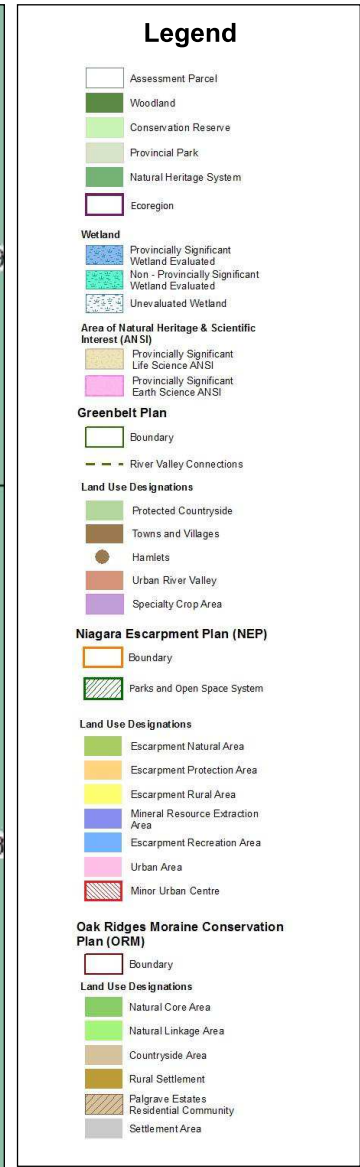 Legend
Assessment Parcel
Woodland
Conservation Reserve
Provincial Park
Natural Heritage System
Ecoregion
Wetland
Provincially Significant
Wetland Evaluated
Non - Provincially Significant
Wetland Evaluated
Unevaluated Wetland
Area of Natural Heritage & Scientific
Interest (ANSI)
Provincially Significant
Life Science ANSI
Provincially Significant
Earth Science ANSI
Greenbelt Plan
Boundary
River Valley Connections
Land Use Designations
Protected Countryside
Towns and Villages
Hamlets
Urban River Valley
Specialty Crop Area
Niagara Escarpment Plan (NEP)
Boundary
Parks and Open Space System
Land Use Designations
Escarpment Natural Area
Escarpment Protection Area
Escarpment Rural Area
Mineral Resource Extraction
Area
Escarpment Recreation Area
Urban Area
Minor Urban Centre
Oak Ridges Moraine Conservation
Plan (ORM)
Boundary
Land Use Designations
Natural Core Area
Natural Linkage Area
Countryside Area
Rural Settlement
Palgrave Estates
Residential Community
Settlement Area